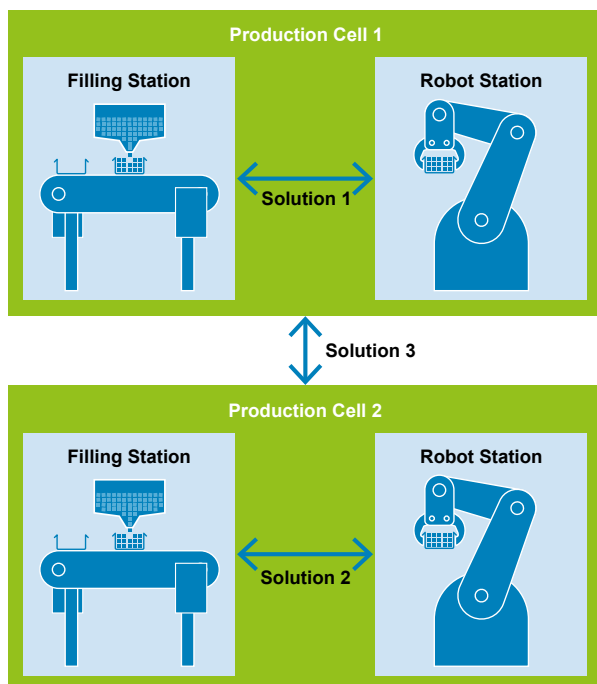 Production Cell 1
Filling Station
Robot Station
Solution 1
Solution 3
Production Cell 2
Filling Station
Robot Station
Solution 2